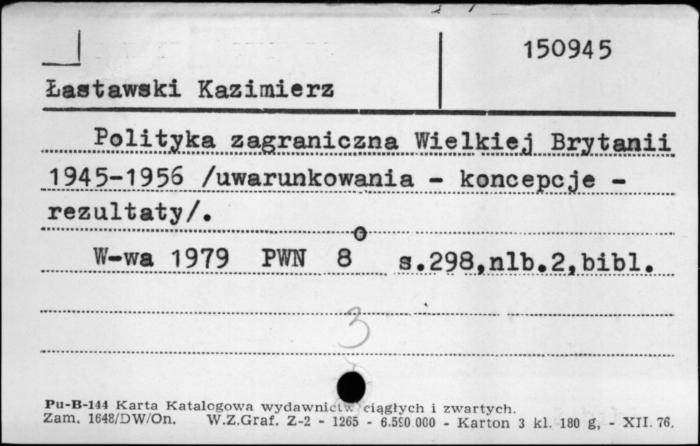 150945
Łastawski Kazimierz
Polityka zagraniczna Wielkiej Brytanii
1945-1956 /uwarunkowania - koncepcje -
rezultaty/.
W-wa 1979 PWN 8° s.298,nlb.2,bibl.
3
Pu-B-144 Karta Katalogowa wydawnictw ciągłych i zwartych.
Zam. 1648/DW/On. W.Z.Graf. Z-2 - 1265 - 6.550 000 - Karton 3 kl. 180 g, - XII. 76.